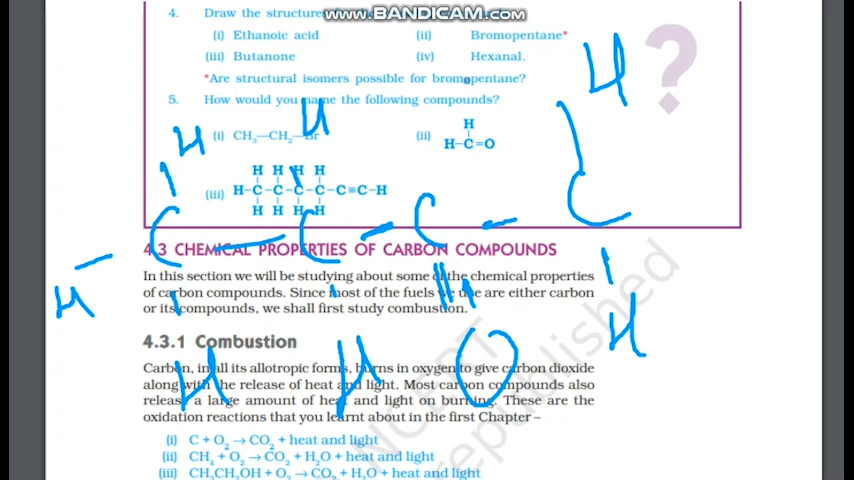 www.BANDICAM.com
4. Draw the structures for the
(i) Ethanoic acid (ii) Bromopentane*
(iii) Butanone (iv) Hexanal.
*Are structural isomers possible for bromopentane?
5. How would you name the following compounds?
(i) CH₃—CH₂—Br (ii)
H
H-C=O
H H H H
(iii) H-C-C-C-C-C≡C-H
H H H H
?
H
H H
C - C - C - C
H -
H H O H
4.3 CHEMICAL PROPERTIES OF CARBON COMPOUNDS
In this section we will be studying about some of the chemical properties
of carbon compounds. Since most of the fuels we use are either carbon
or its compounds, we shall first study combustion.
4.3.1 Combustion
Carbon, in all its allotropic forms, burns in oxygen to give carbon dioxide
along with the release of heat and light. Most carbon compounds also
release a large amount of heat and light on burning. These are the
oxidation reactions that you learnt about in the first Chapter –
(i) C + O₂ → CO₂ + heat and light
(ii) CH₄ + O₂ → CO₂ + H₂O + heat and light
(iii) CH₃CH₂OH + O₂ → CO₂ + H₂O + heat and light
NCERT
republished